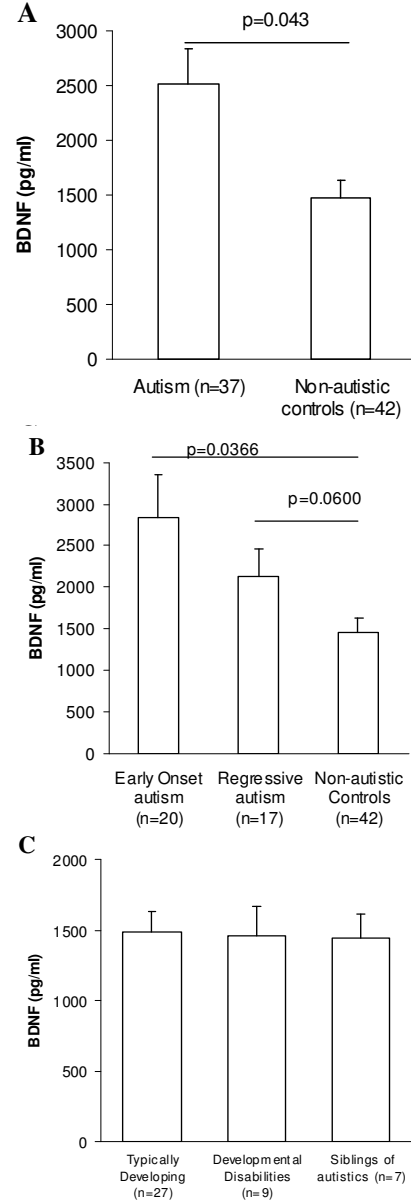 A
p=0.043
3000
2500
2000
1500
1000
500
0
BDNF (pg/ml)
Autism (n=37)
Non-autistic
controls (n=42)
B
p=0.0366
p=0.0600
3500
3000
2500
2000
1500
1000
500
0
BDNF (pg/ml)
Early Onset
autism
(n=20)
Regressive
autism
(n=17)
Non-autistic
Controls
(n=42)
C
2000
1500
1000
500
0
BDNF (pg/ml)
Typically
Developing
(n=27)
Developmental
Disabilities
(n=9)
Siblings of
autistics (n=7)